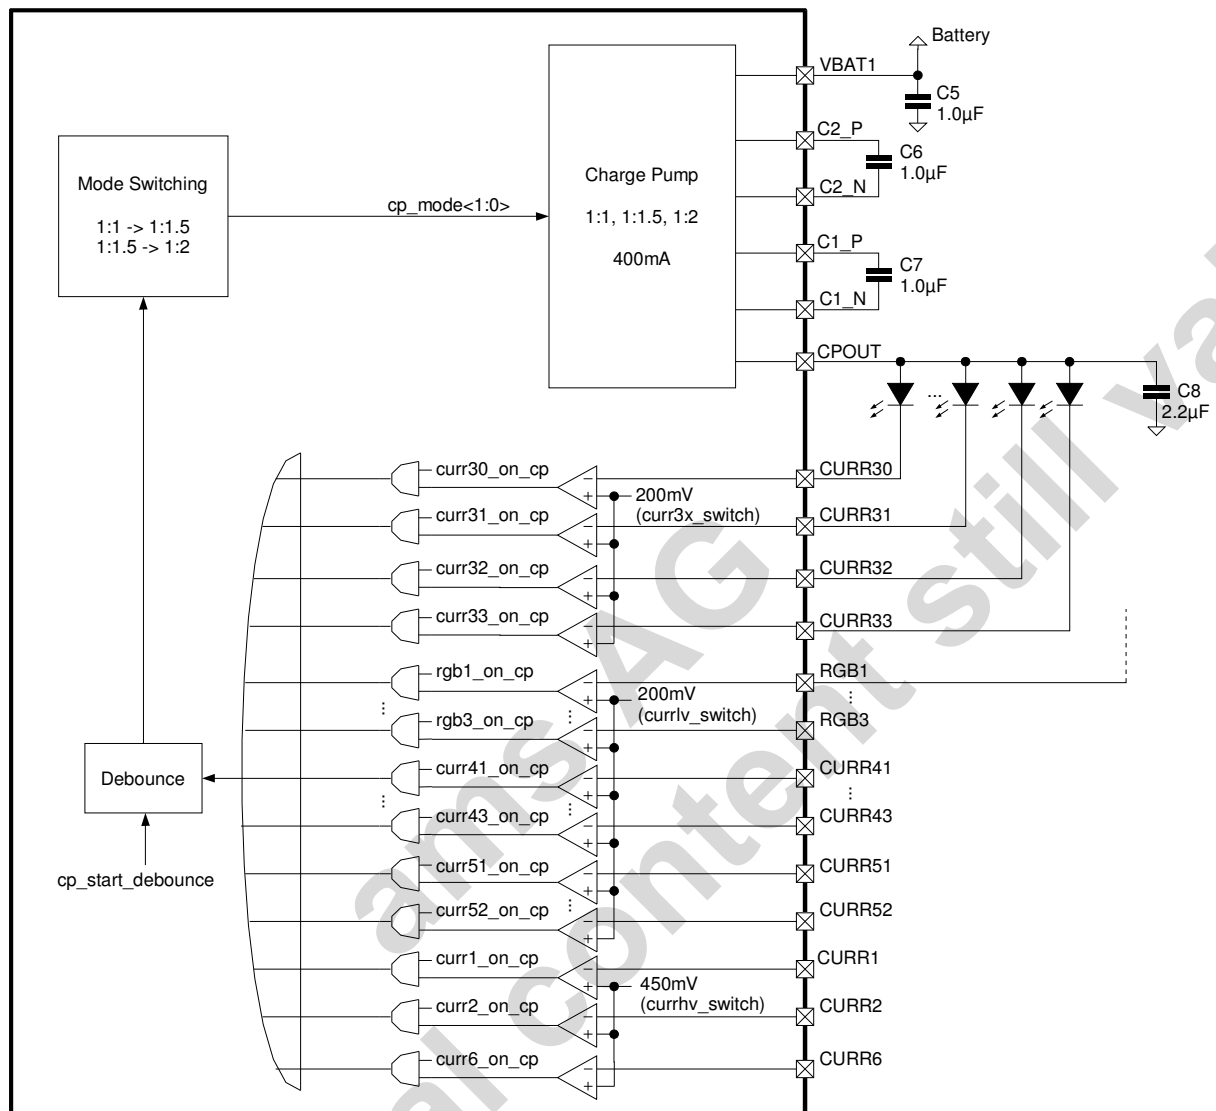 Battery
VBAT1
C5
1.0µF
C2_P
C6
1.0µF
C2_N
Mode Switching
1:1 -> 1:1.5
1:1.5 -> 1:2
cp_mode<1:0>
Charge Pump
1:1, 1:1.5, 1:2
400mA
C1_P
C7
1.0µF
C1_N
CPOUT
...
C8
2.2µF
curr30_on_cp
- +
200mV
(curr3x_switch)
CURR30
curr31_on_cp
- +
CURR31
curr32_on_cp
- +
CURR32
curr33_on_cp
- +
CURR33
rgb1_on_cp
- +
200mV
(currlv_switch)
RGB1
...
...
...
rgb3_on_cp
- +
RGB3
Debounce
curr41_on_cp
- +
CURR41
...
...
...
curr43_on_cp
- +
CURR43
cp_start_debounce
curr51_on_cp
- +
CURR51
...
curr52_on_cp
- +
CURR52
curr1_on_cp
- +
450mV
(currhv_switch)
CURR1
curr2_on_cp
- +
CURR2
curr6_on_cp
- +
CURR6
ams AG
content still